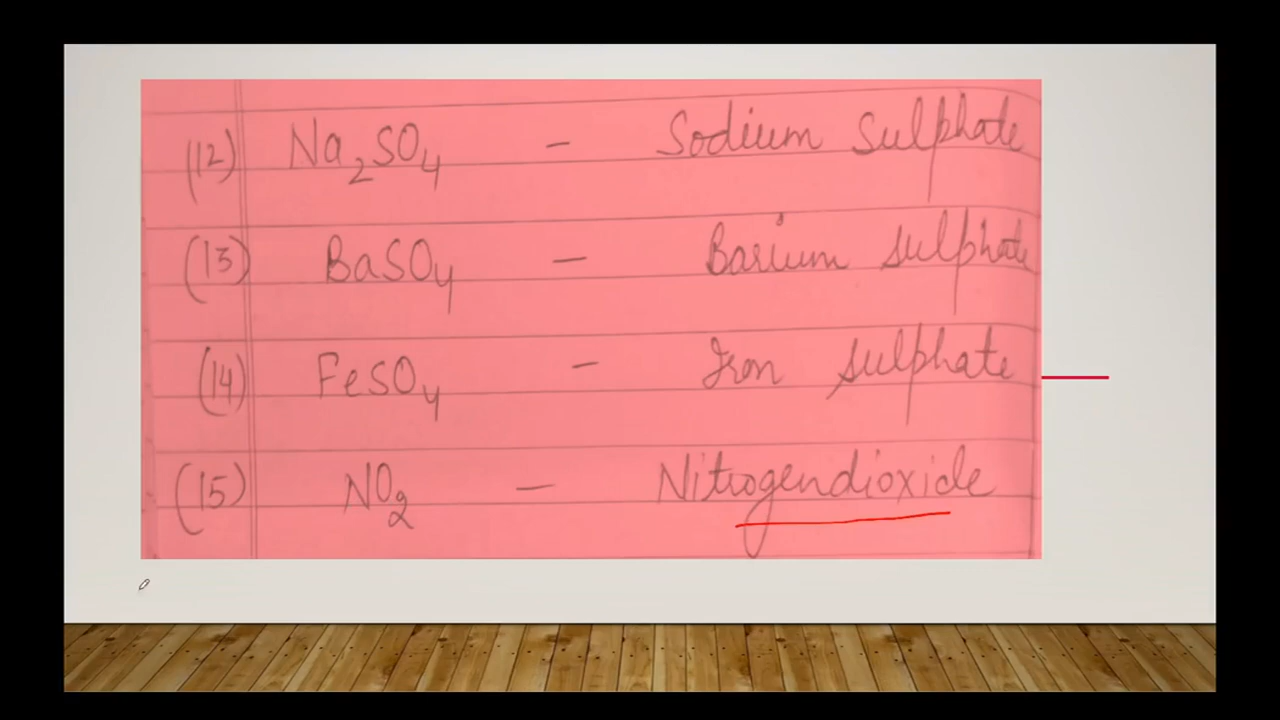 (12) Na₂SO₄ - Sodium Sulphate
(13) BaSO₄ - Barium sulphate
(14) FeSO₄ - Iron sulphate
(15) NO₂ - Nitrogendioxide